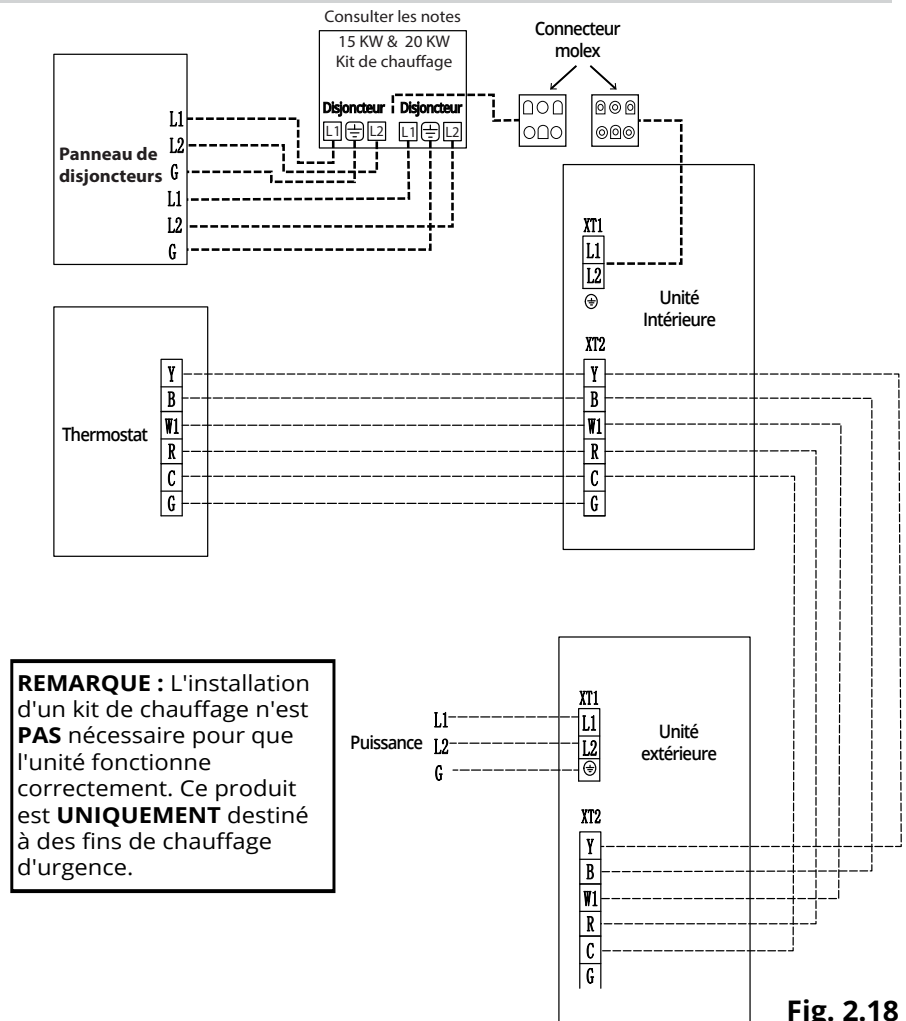 Consulter les notes
15 KW & 20 KW
Kit de chauffage
Disjoncteur Disjoncteur
L1 L2 L1 L2
Connecteur
molex
Panneau de
disjoncteurs
L1
L2
G
L1
L2
G
XT1
L1
L2
Unité
Intérieure
XT2
Y
B
W1
R
C
G
Thermostat
Y
B
W1
R
C
G
REMARQUE : L'installation
d'un kit de chauffage n'est
PAS nécessaire pour que
l'unité fonctionne
correctement. Ce produit
est UNIQUEMENT destiné
à des fins de chauffage
d'urgence.
Puissance
L1
L2
G
XT1
L1
L2
Unité
extérieure
XT2
Y
B
W1
R
C
G
Fig. 2.18